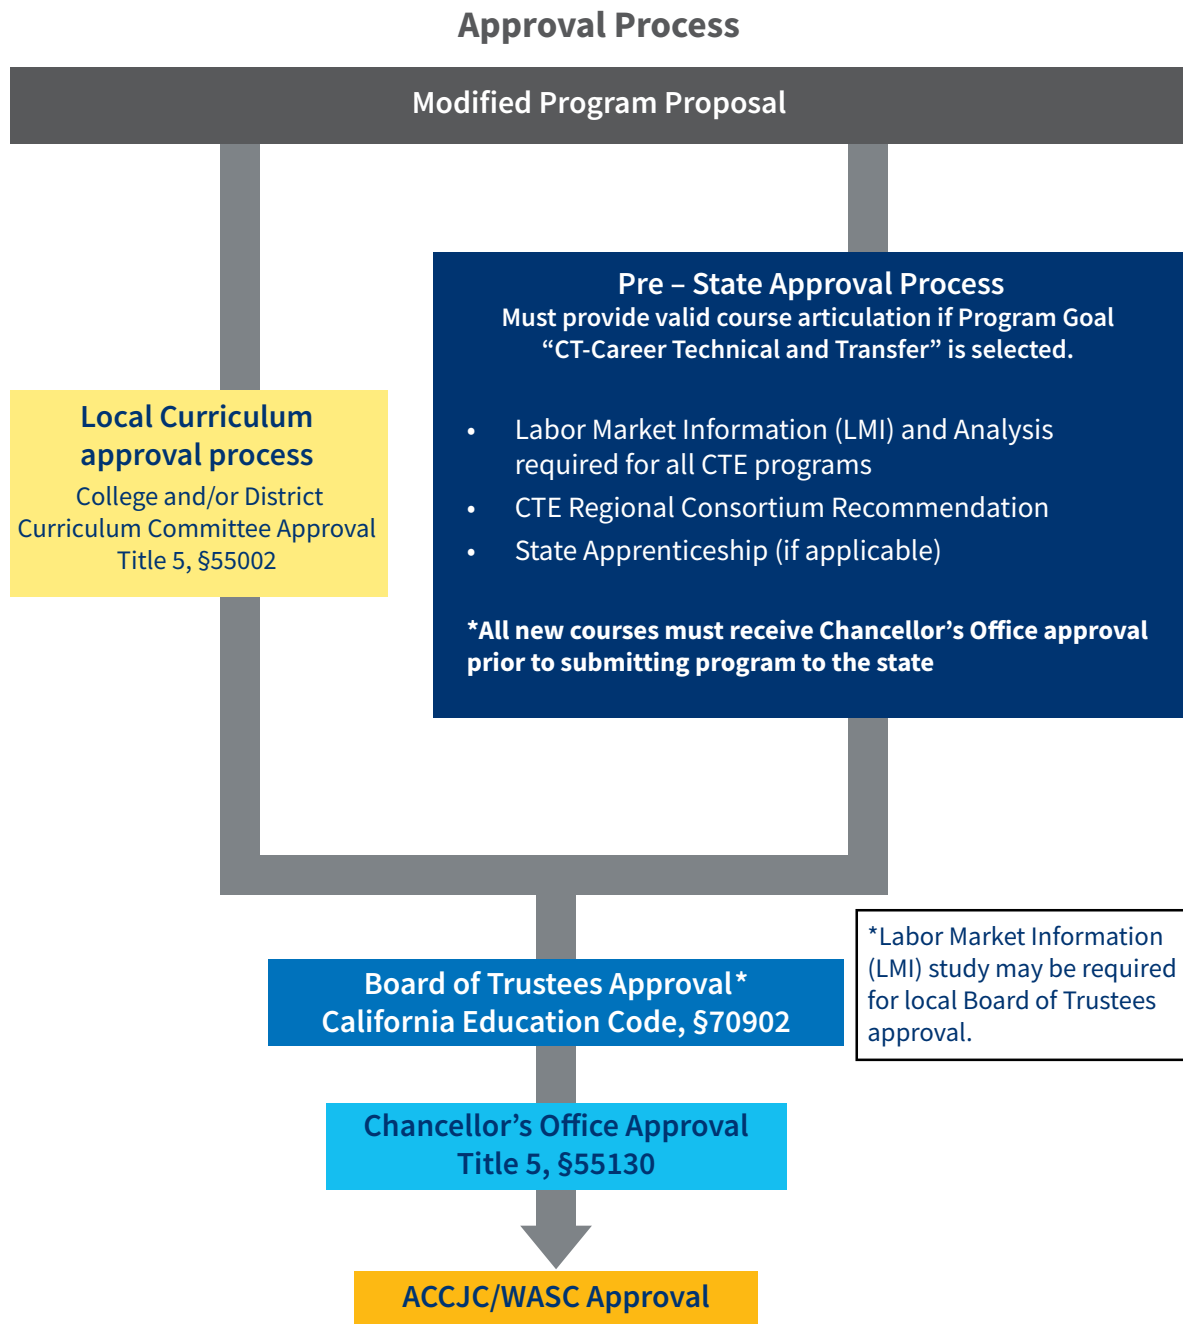 Approval Process
Modified Program Proposal
Pre – State Approval Process
Must provide valid course articulation if Program Goal
“CT-Career Technical and Transfer” is selected.
• Labor Market Information (LMI) and Analysis
required for all CTE programs
• CTE Regional Consortium Recommendation
• State Apprenticeship (if applicable)
*All new courses must receive Chancellor’s Office approval
prior to submitting program to the state
Local Curriculum
approval process
College and/or District
Curriculum Committee Approval
Title 5, §55002
*Labor Market Information
(LMI) study may be required
for local Board of Trustees
approval.
Board of Trustees Approval*
California Education Code, §70902
Chancellor’s Office Approval
Title 5, §55130
ACCJC/WASC Approval